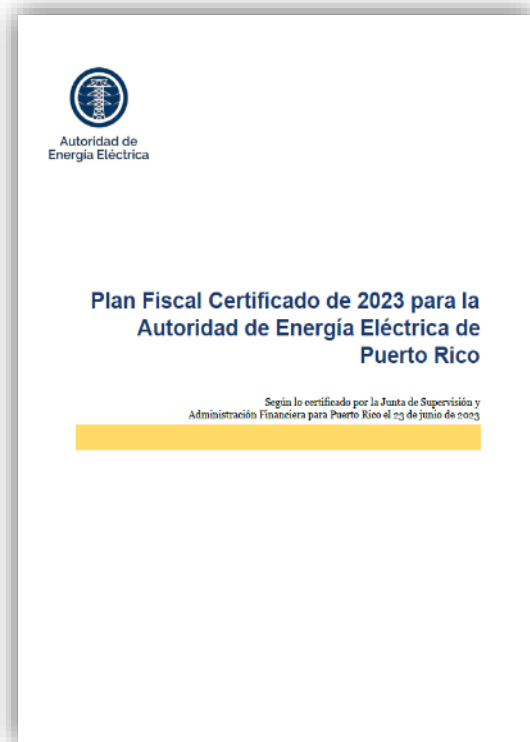 Autoridad de
Energía Eléctrica
Plan Fiscal Certificado de 2023 para la
Autoridad de Energía Eléctrica de
Puerto Rico
Según lo certificado por la Junta de Supervisión y
Administración Financiera para Puerto Rico el 23 de junio de 2023